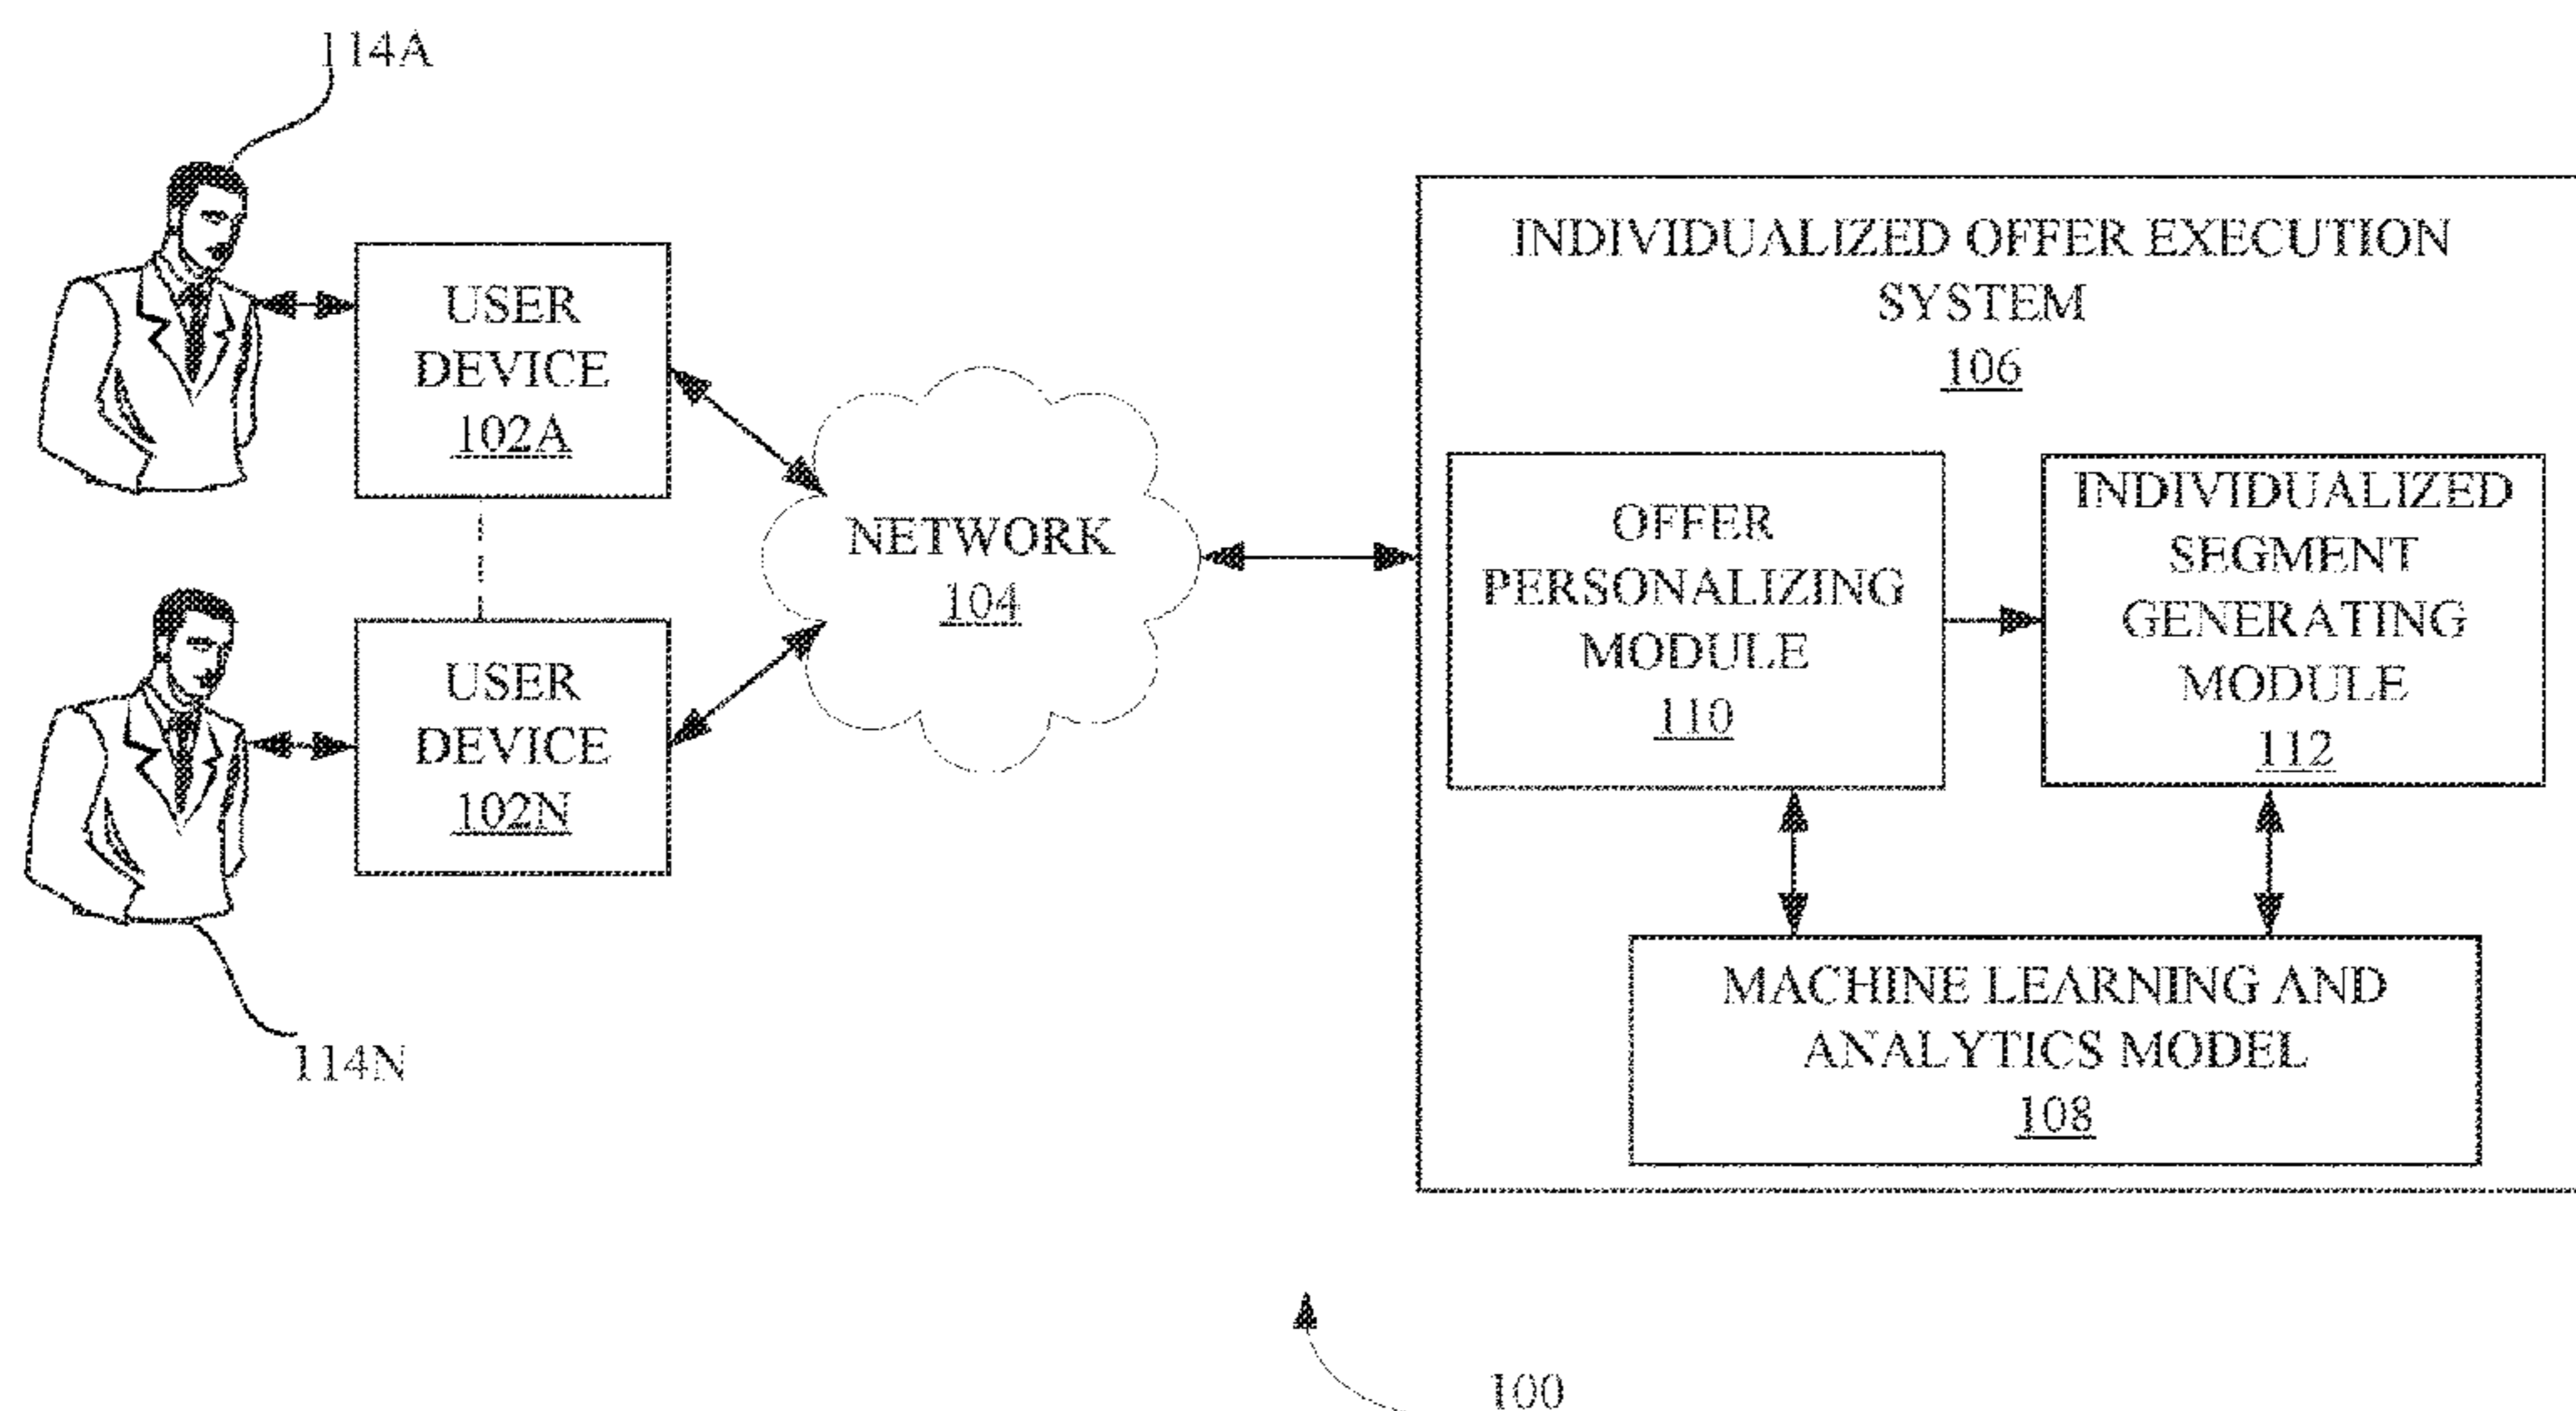 114A
USER
DEVICE
102A
USER
DEVICE
102N
114N
NETWORK
104
INDIVIDUALIZED OFFER EXECUTION
SYSTEM
106
OFFER
PERSONALIZING
MODULE
110
INDIVIDUALIZED
SEGMENT
GENERATING
MODULE
112
MACHINE LEARNING AND
ANALYTICS MODEL
108
100